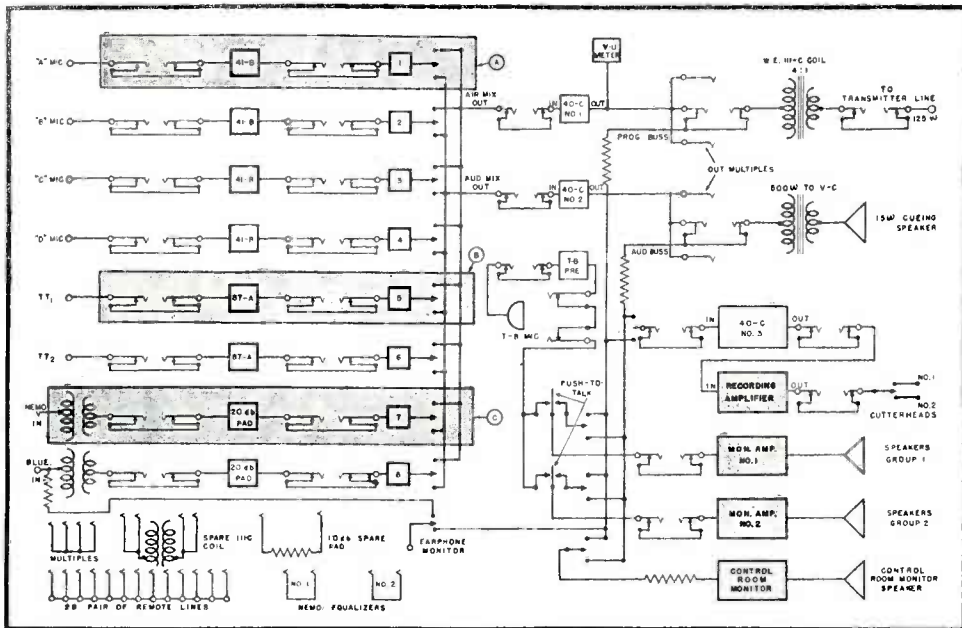 "A" MIC
41-B
1
A
AIR MIX
OUT
"B" MIC
41-B
2
"C" MIC
41-B
3
AUD MIX
OUT
"D" MIC
41-B
4
B
TT1
87-A
5
TT2
87-A
6
NEMO
IN
20 db
PAD
7
C
BLUE
IN
20 db
PAD
8
MULTIPLES
SPARE 111C
COIL
10 db SPARE
PAD
EARPHONE
MONITOR
28 PAIR OF REMOTE LINES
NO. 1
NO. 2
NEMO EQUALIZERS
V U
METER
IN
40-C
NO. 1
OUT
PROG. BUSS
W. E. 111-C COIL
4:1
TO
TRANSMITTER LINE
125 W
OUT MULTIPLES
IN
40-C
NO. 2
OUT
AUD BUSS
500W TO V-C
15W CUEING
SPEAKER
T-B
PRE
T-B MIC
PUSH-TO-
TALK
IN
40-C
NO. 3
OUT
IN
RECORDING
AMPLIFIER
OUT
NO. 1
NO. 2
CUTTERHEADS
MON. AMP.
NO. 1
SPEAKERS
GROUP 1
MON. AMP.
NO. 2
SPEAKERS
GROUP 2
CONTROL
ROOM
MONITOR
CONTROL
ROOM MONITOR
SPEAKER